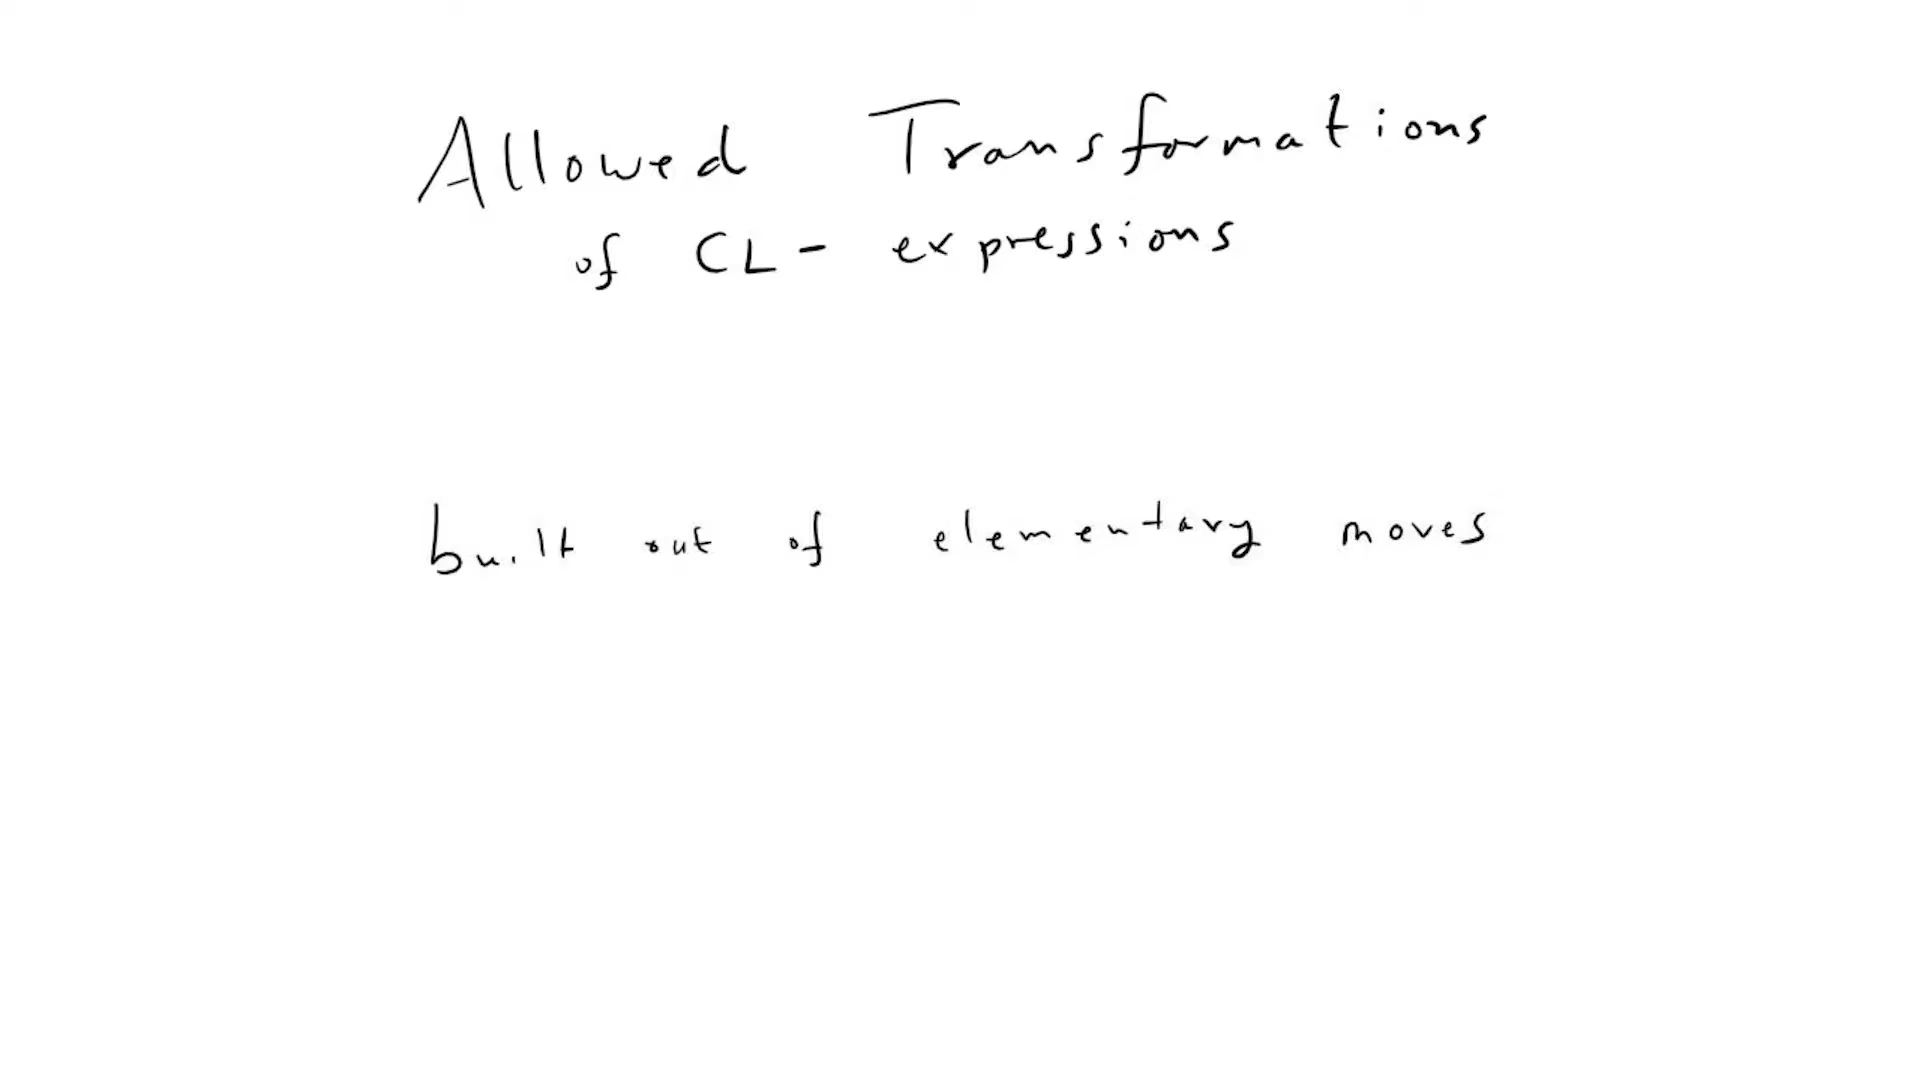 Allowed Transformations
of CL- expressions
built out of elementary moves